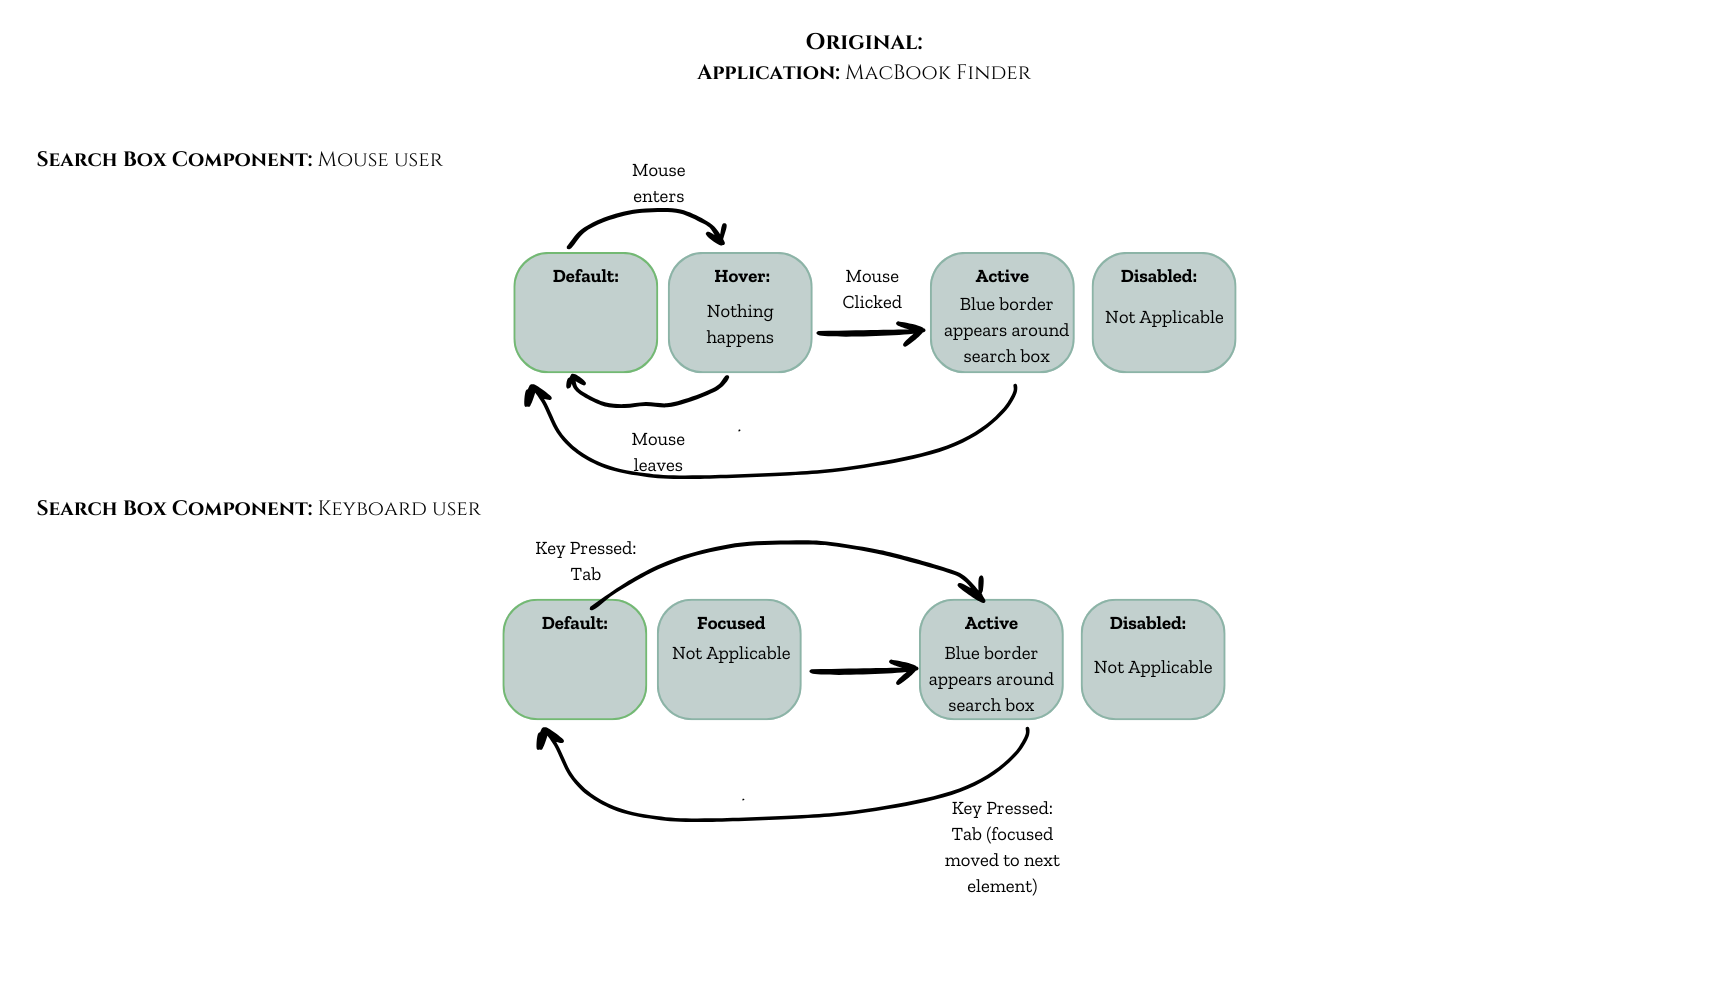 Original:
Application: MacBook Finder
Search Box Component: Mouse user
Mouse
enters
Default:
Hover:
Nothing
happens
Mouse
Clicked
Active
Blue border
appears around
search box
Disabled:
Not Applicable
Mouse
leaves
Search Box Component: Keyboard user
Key Pressed:
Tab
Default:
Focused
Not Applicable
Active
Blue border
appears around
search box
Disabled:
Not Applicable
Key Pressed:
Tab (focused
moved to next
element)